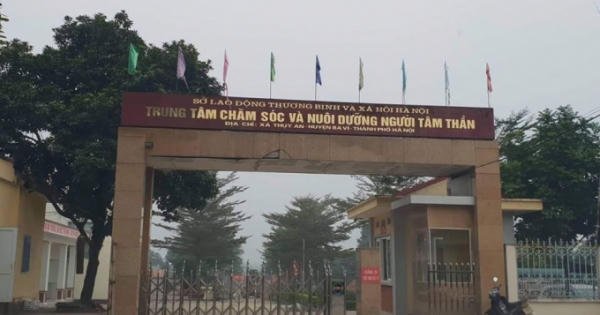 SỞ LAO ĐỘNG THƯƠNG BINH VÀ XÃ HỘI HÀ NỘI
TRUNG TÂM CHĂM SÓC VÀ NUÔI DƯỠNG NGƯỜI TÂM THẦN
ĐỊA CHỈ: XÃ THỤY AN - HUYỆN BA VÌ - THÀNH PHỐ HÀ NỘI